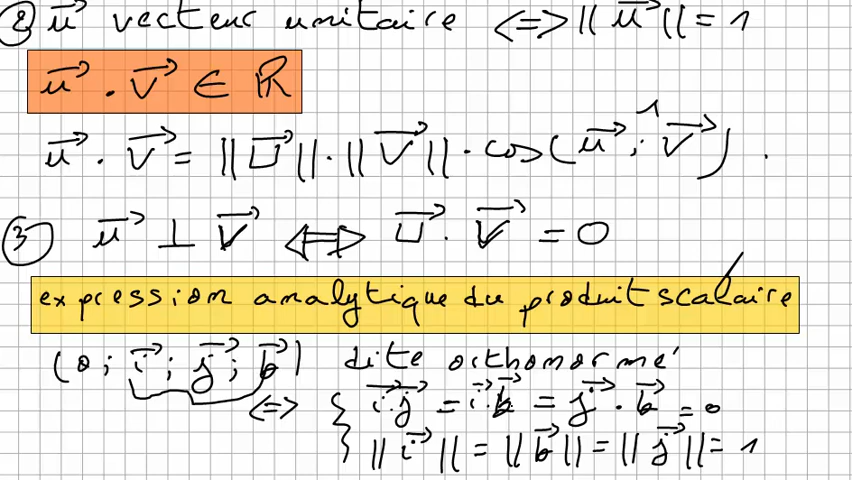 ② u⃗ vecteur unitaire <=> ||u⃗|| = 1
u⃗ . v⃗ ∈ ℝ
u⃗ . v⃗ = ||u⃗|| . ||v⃗|| . cos(u⃗ ; v⃗) .
③ u⃗ ⊥ v⃗ <=> u⃗ . v⃗ = 0
expression analytique du produit scalaire
(o; i⃗; j⃗; k⃗) dite orthonormé
<=> { i⃗.j⃗ = i⃗.k⃗ = j⃗ . k⃗ = 0
||i⃗|| = ||k⃗|| = ||j⃗|| = 1